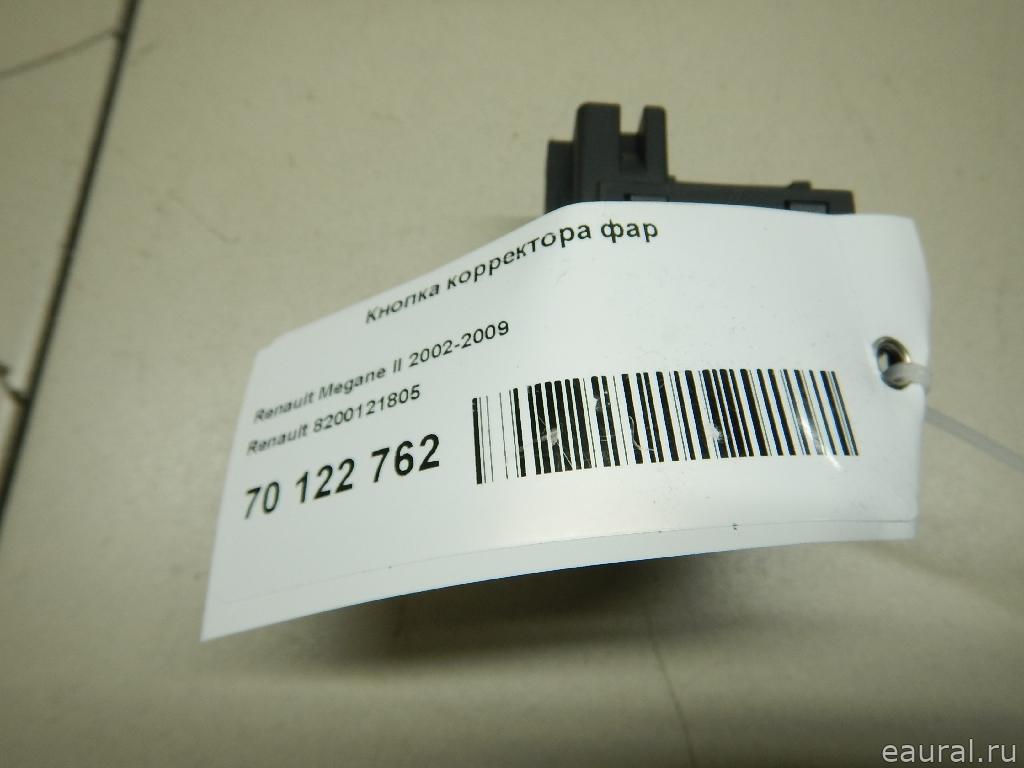 Кнопка корректора фар
Renault Megane II 2002-2009
Renault 8200121805
70 122 762
eaural.ru